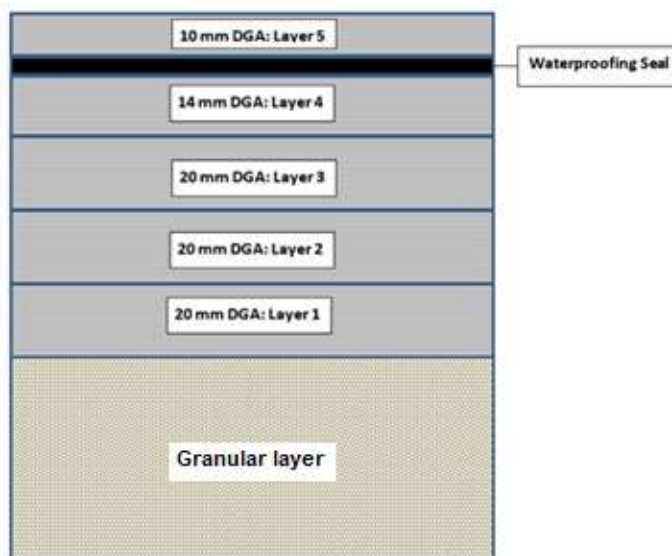 10 mm DGA: Layer 5
Waterproofing Seal
14 mm DGA: Layer 4
20 mm DGA: Layer 3
20 mm DGA: Layer 2
20 mm DGA: Layer 1
Granular layer